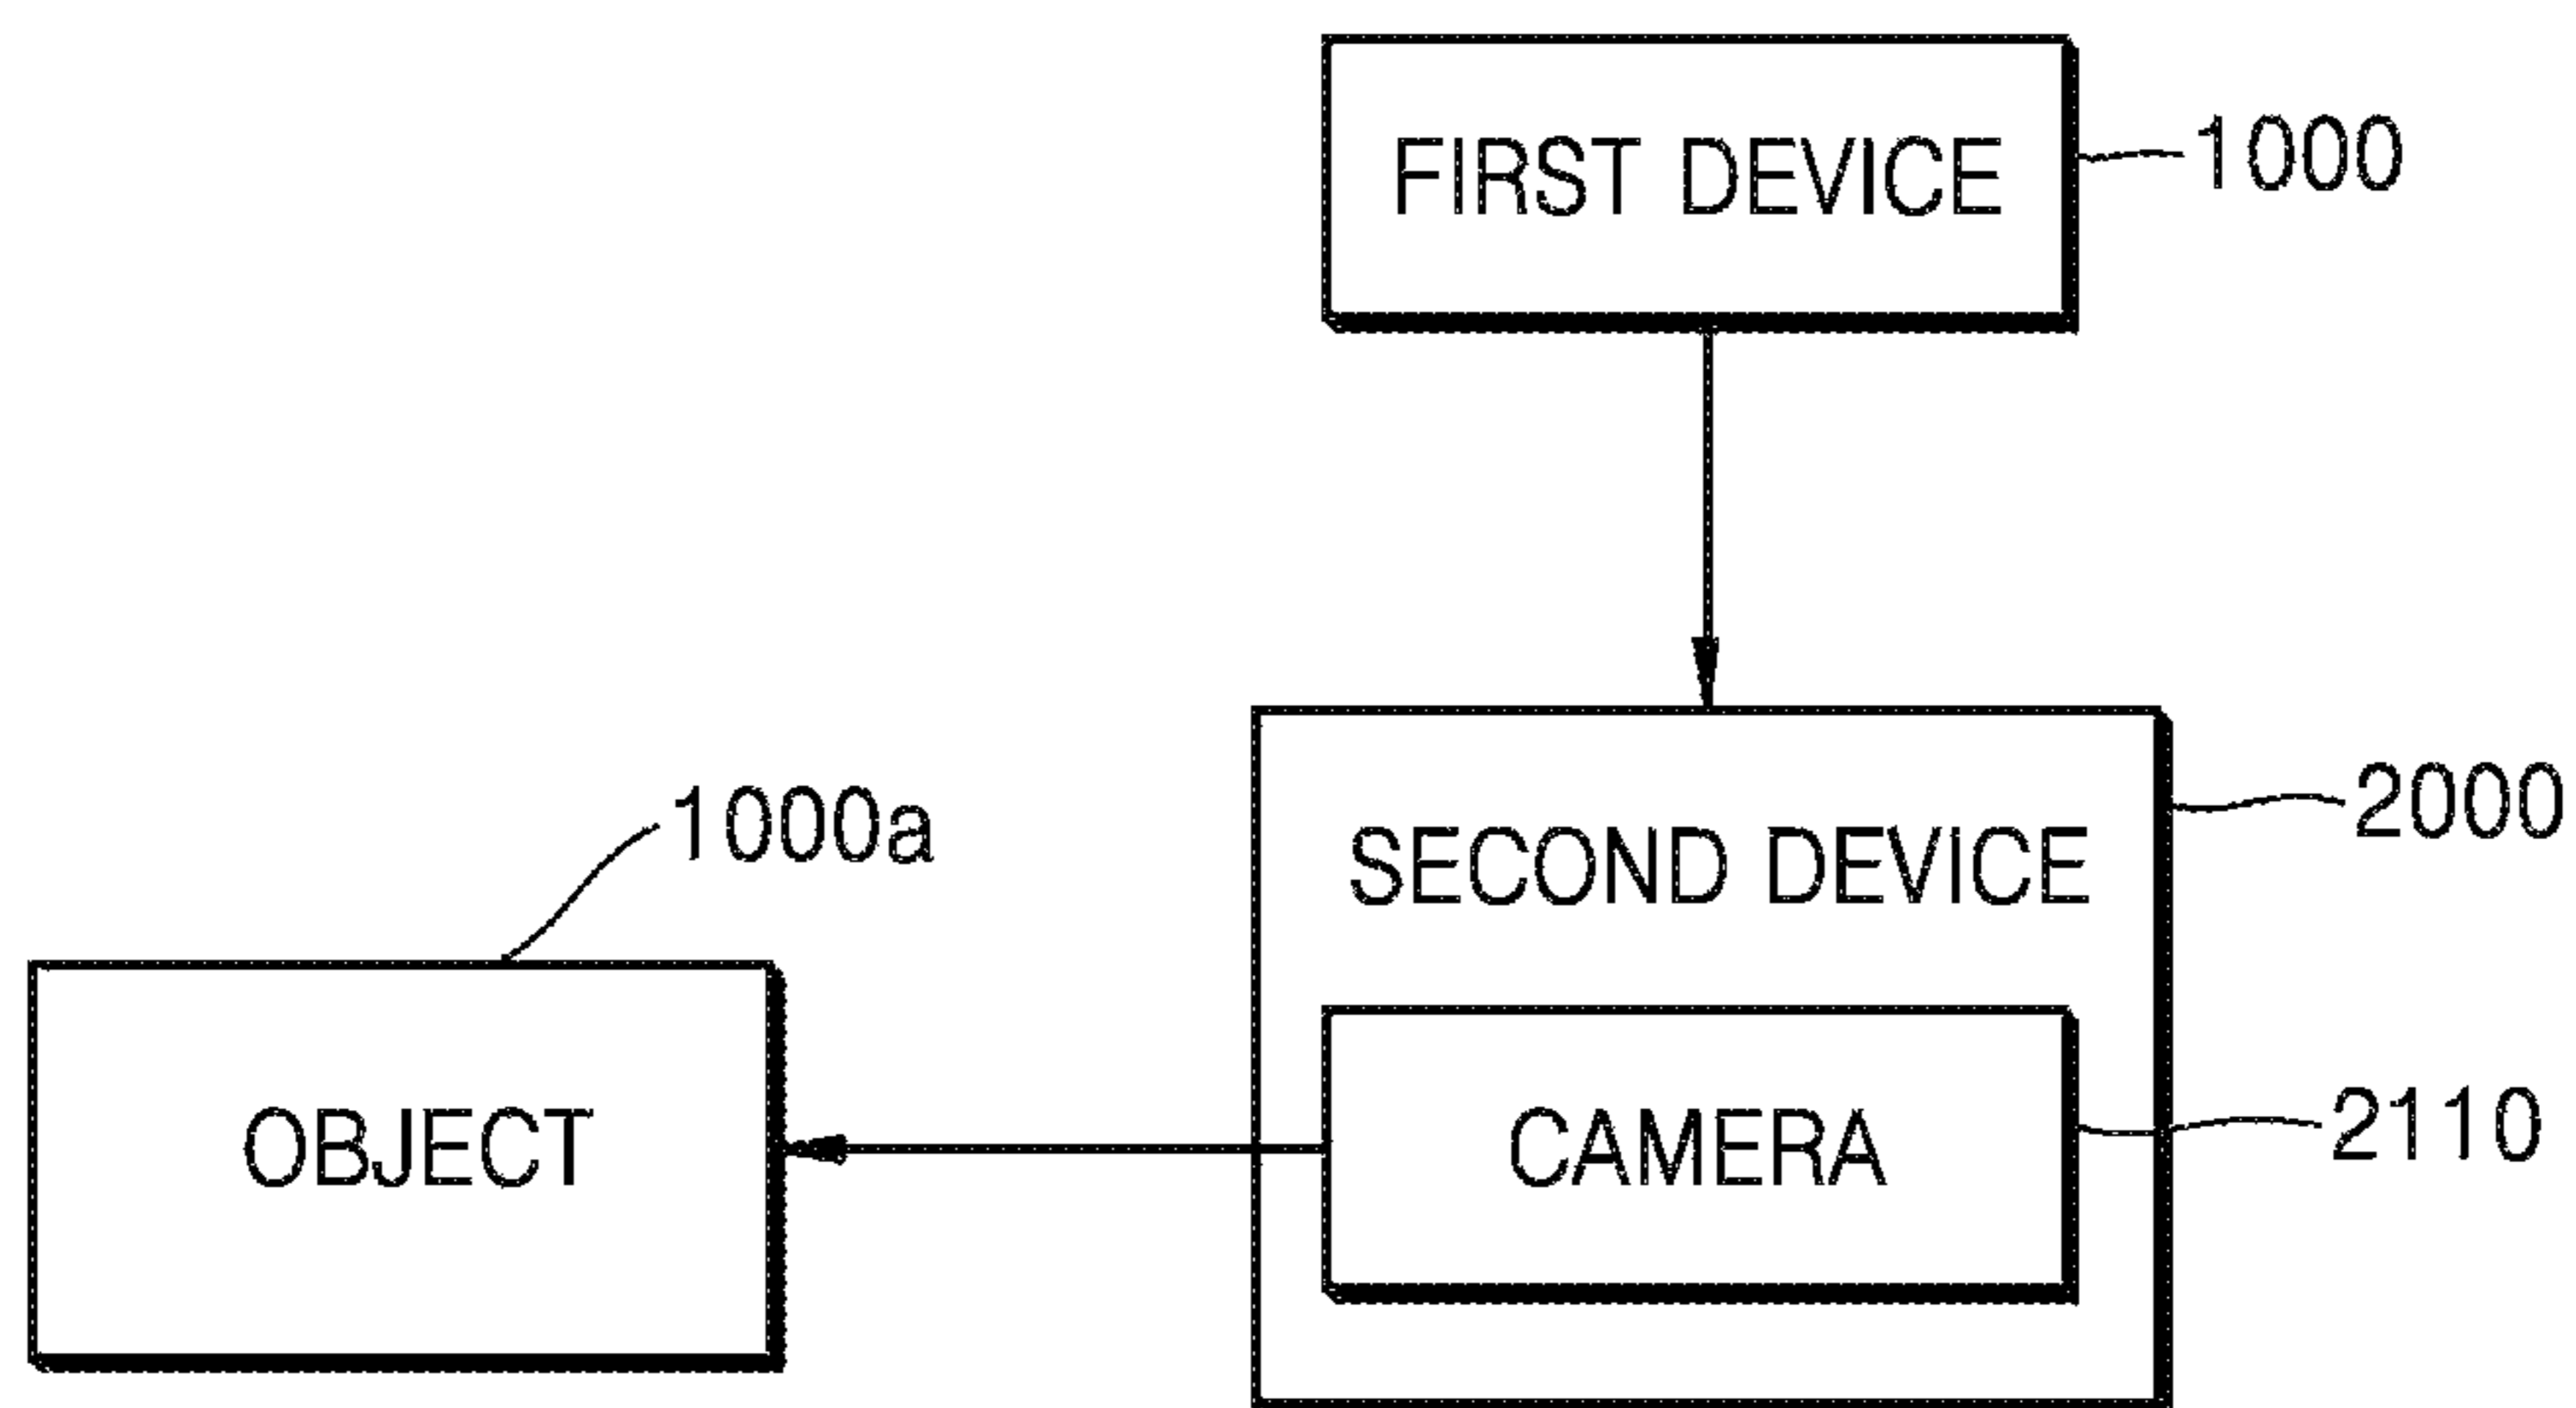 FIRST DEVICE
1000
1000a
2000
SECOND DEVICE
OBJECT
CAMERA
2110